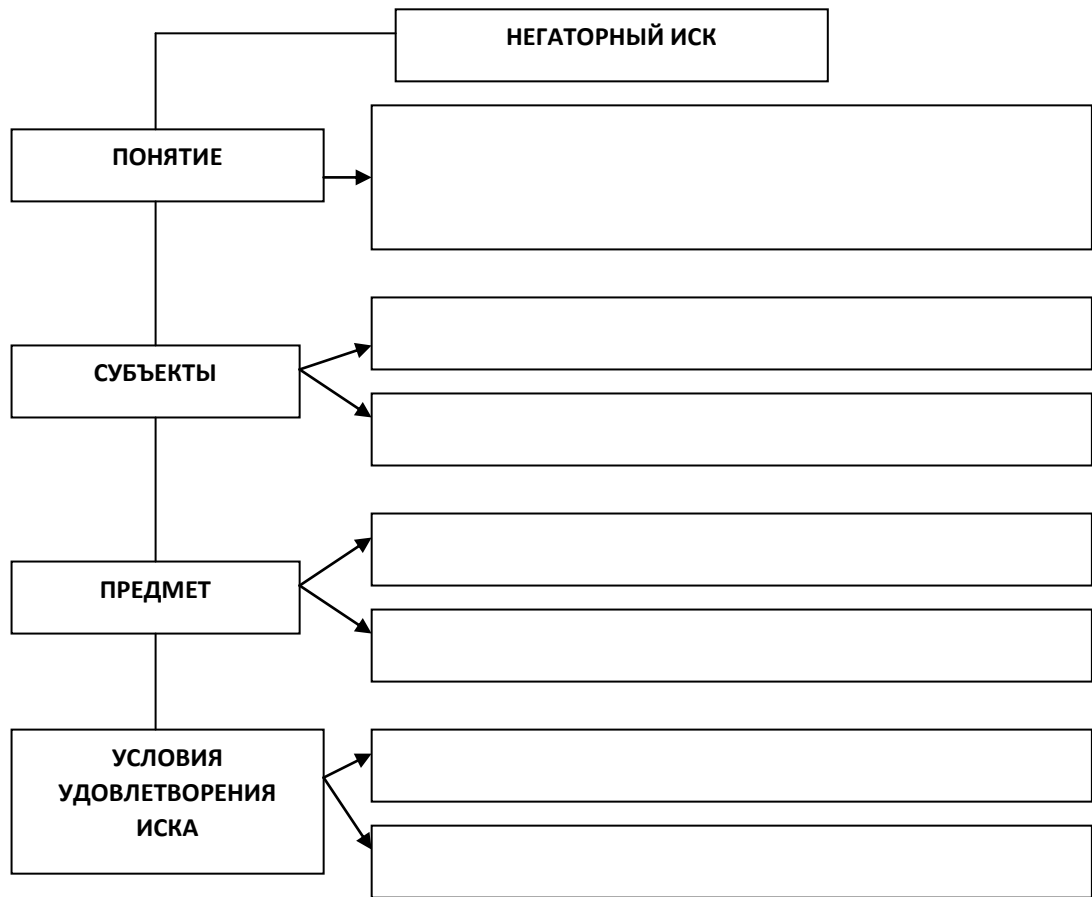 НЕГАТОРНЫЙ ИСК
ПОНЯТИЕ
СУБЪЕКТЫ
ПРЕДМЕТ
УСЛОВИЯ
УДОВЛЕТВОРЕНИЯ
ИСКА